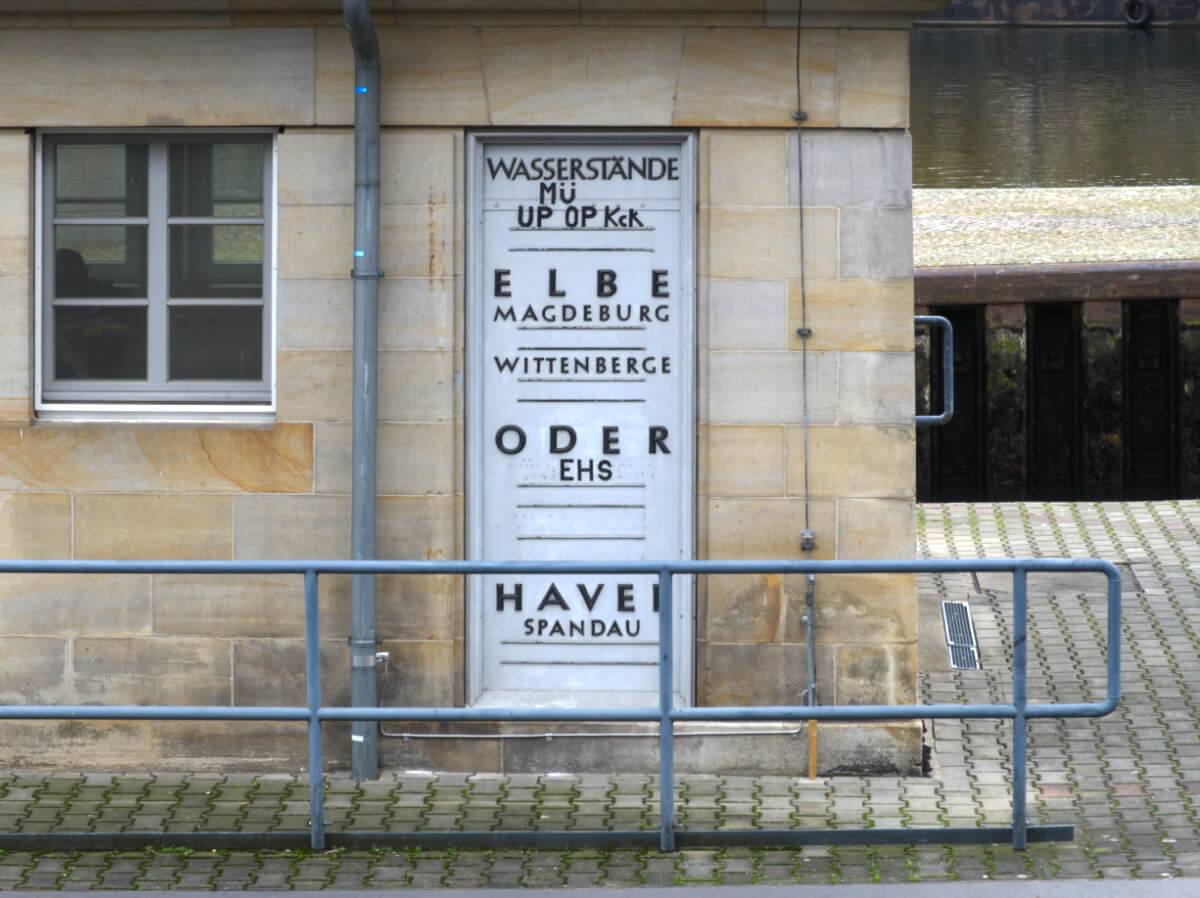 WASSERSTÄNDE
MÜ
UP OP KcK
ELBE
MAGDEBURG
WITTENBERGE
ODER
EHS
HAVEL
SPANDAU